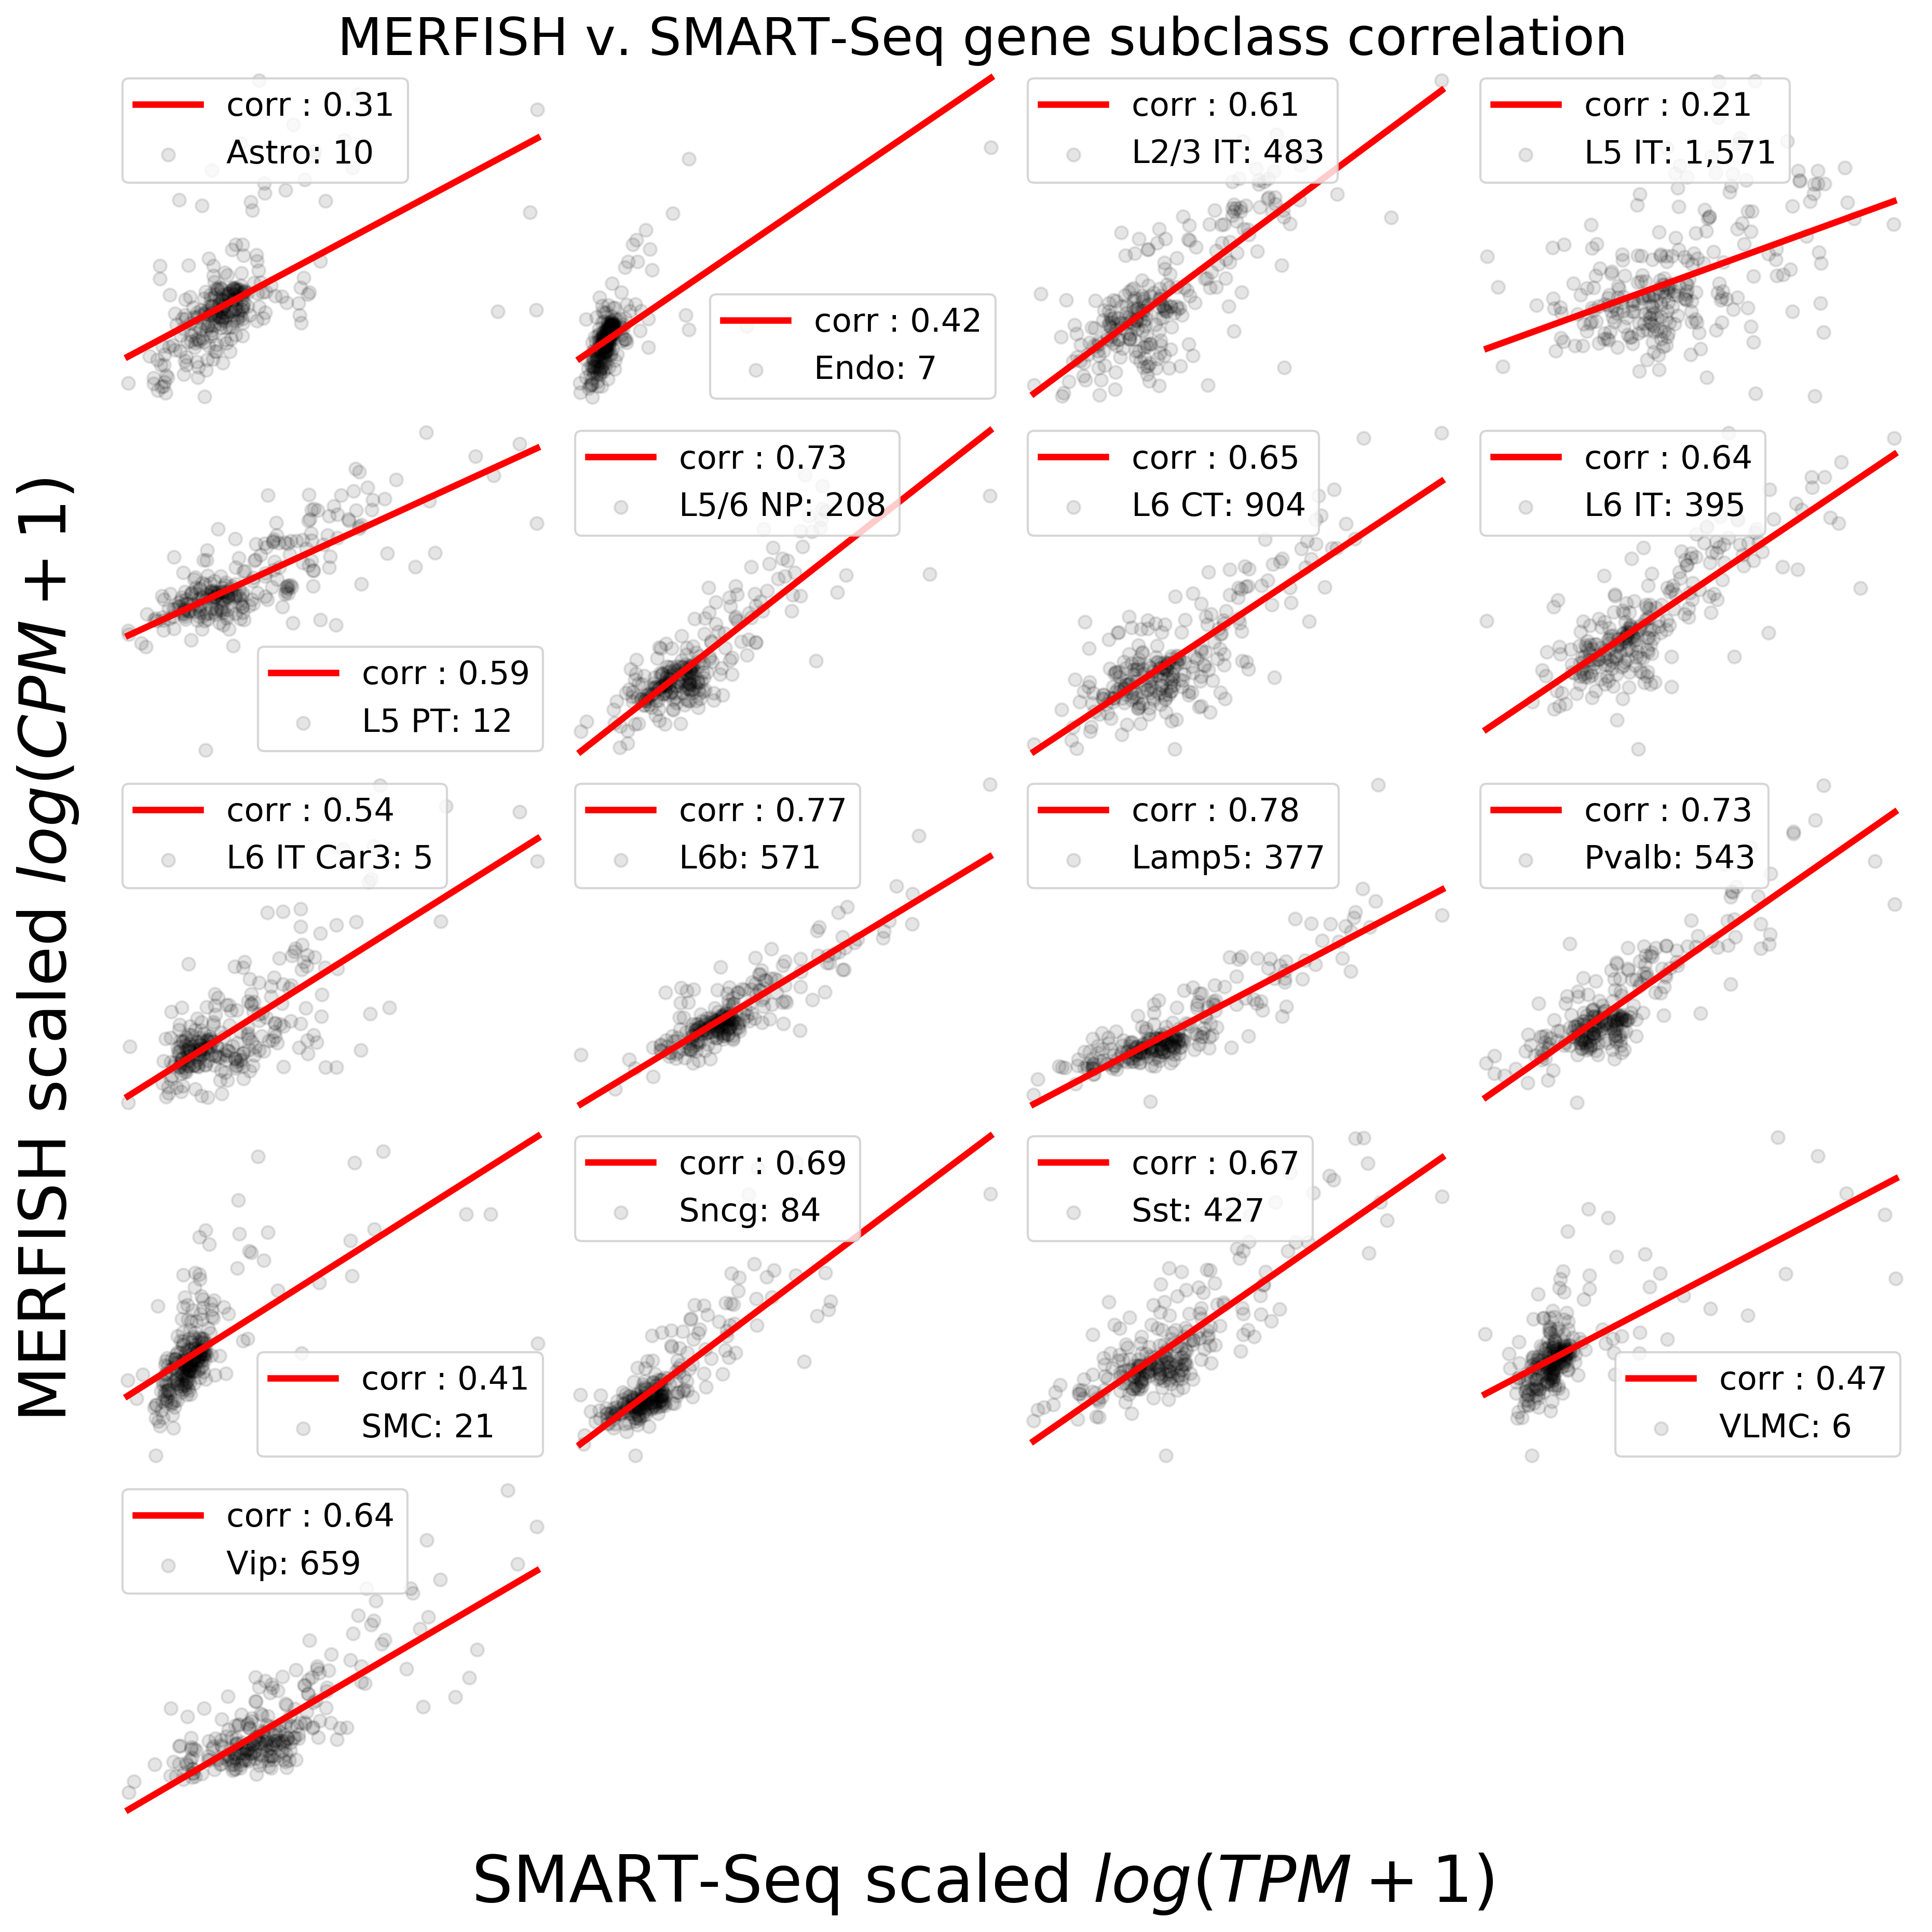 MERFISH v. SMART-Seq gene subclass correlation
corr : 0.31
Astro: 10
corr : 0.42
Endo: 7
corr : 0.61
L2/3 IT: 483
corr : 0.21
L5 IT: 1,571
corr : 0.59
L5 PT: 12
corr : 0.73
L5/6 NP: 208
corr : 0.65
L6 CT: 904
corr : 0.64
L6 IT: 395
corr : 0.54
L6 IT Car3: 5
corr : 0.77
L6b: 571
corr : 0.78
Lamp5: 377
corr : 0.73
Pvalb: 543
corr : 0.41
SMC: 21
corr : 0.69
Sncg: 84
corr : 0.67
Sst: 427
corr : 0.47
VLMC: 6
corr : 0.64
Vip: 659
MERFISH scaled log(CPM + 1)
SMART-Seq scaled log(TPM + 1)